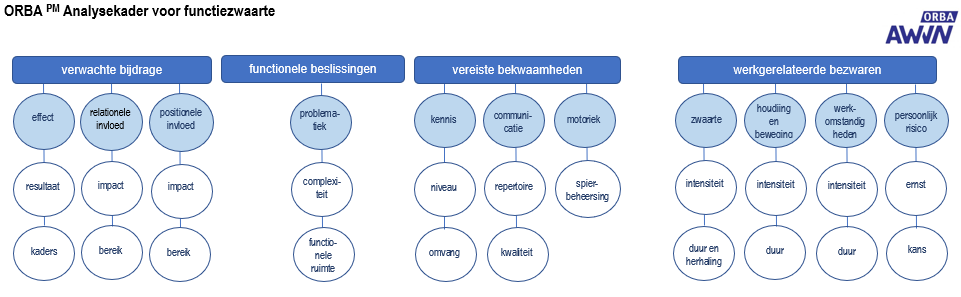 ORBA PM Analysekader voor functiezwaarte
ORBA
AWVN
verwachte bijdrage
functionele beslissingen
vereiste bekwaamheden
werkgerelateerde bezwaren
effect
relationele
invloed
positionele
invloed
problema-
tiek
kennis
communi-
catie
motoriek
zwaarte
houdiing
en
beweging
werk-
omstandig
heden
persoonlijk
risico
resultaat
impact
impact
complexi-
teit
niveau
repertoire
spier-
beheersing
intensiteit
intensiteit
intensiteit
ernst
kaders
bereik
bereik
functio-
nele
ruimte
omvang
kwaliteit
duur en
herhaling
duur
duur
kans